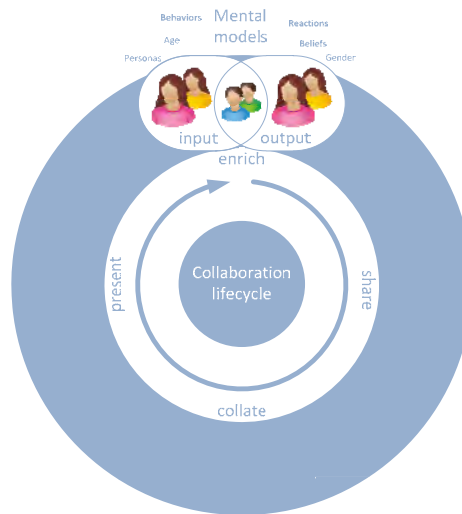 Behaviors
Mental
models
Reactions
Age
Beliefs
Personas
Gender
input
output
enrich
Collaboration
lifecycle
present
share
collate